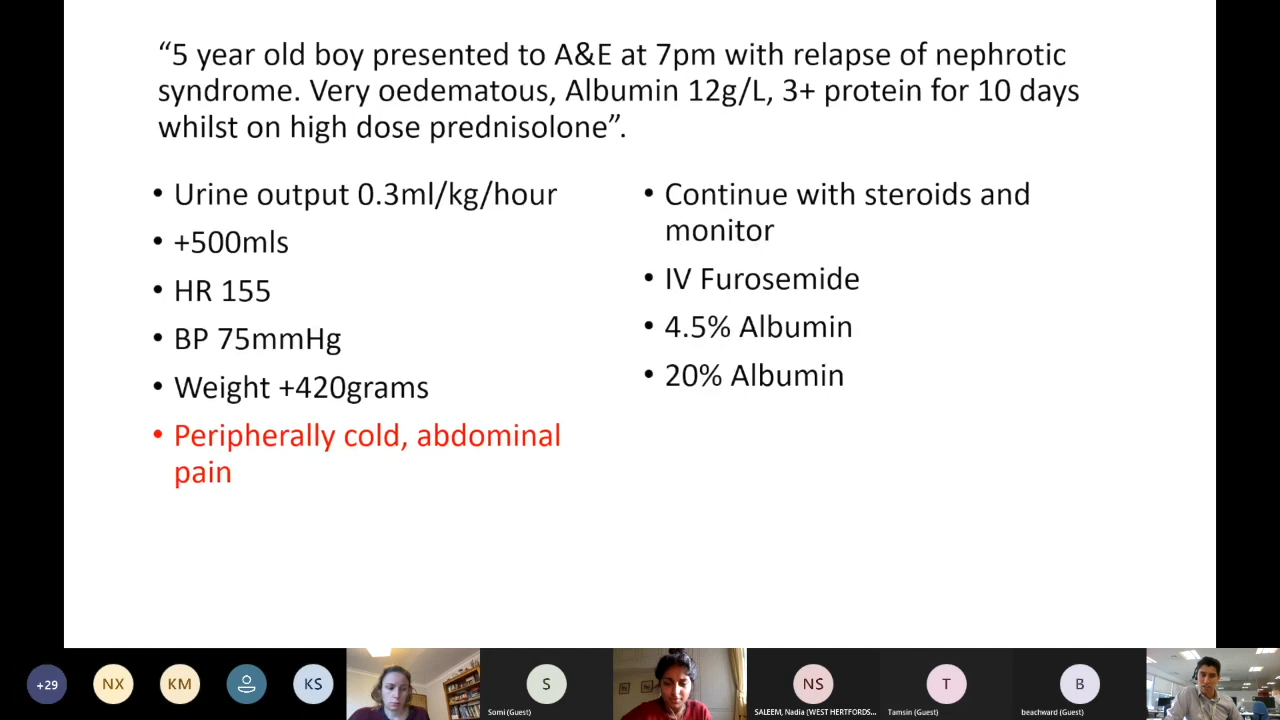 “5 year old boy presented to A&E at 7pm with relapse of nephrotic
syndrome. Very oedematous, Albumin 12g/L, 3+ protein for 10 days
whilst on high dose prednisolone”.
• Urine output 0.3ml/kg/hour
• +500mls
• HR 155
• BP 75mmHg
• Weight +420grams
• Peripherally cold, abdominal
pain
• Continue with steroids and
monitor
• IV Furosemide
• 4.5% Albumin
• 20% Albumin
+29
NX
KM
KS
S
Somi (Guest)
NS
SALEEM, Nadia (WEST HERTFORDS...
T
Tamsin (Guest)
B
beachward (Guest)